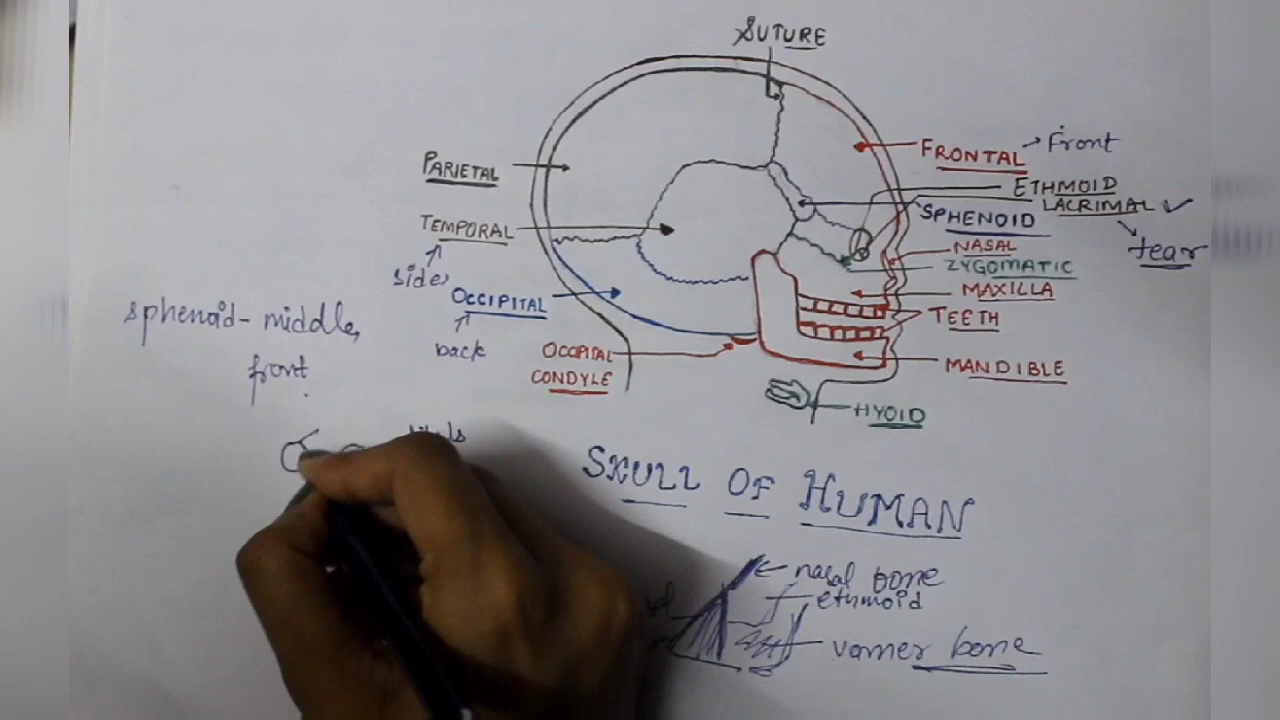 SUTURE
PARIETAL
FRONTAL → Front
ETHMOID
LACRIMAL ✓
tear
SPHENOID
TEMPORAL
sides
NASAL
ZYGOMATIC
MAXILLA
OCCIPITAL
back
TEETH
sphenoid - middle,
front
OCCIPITAL
CONDYLE
MANDIBLE
HYOID
SKULL OF HUMAN
nasal bone
ethmoid
vomer bone